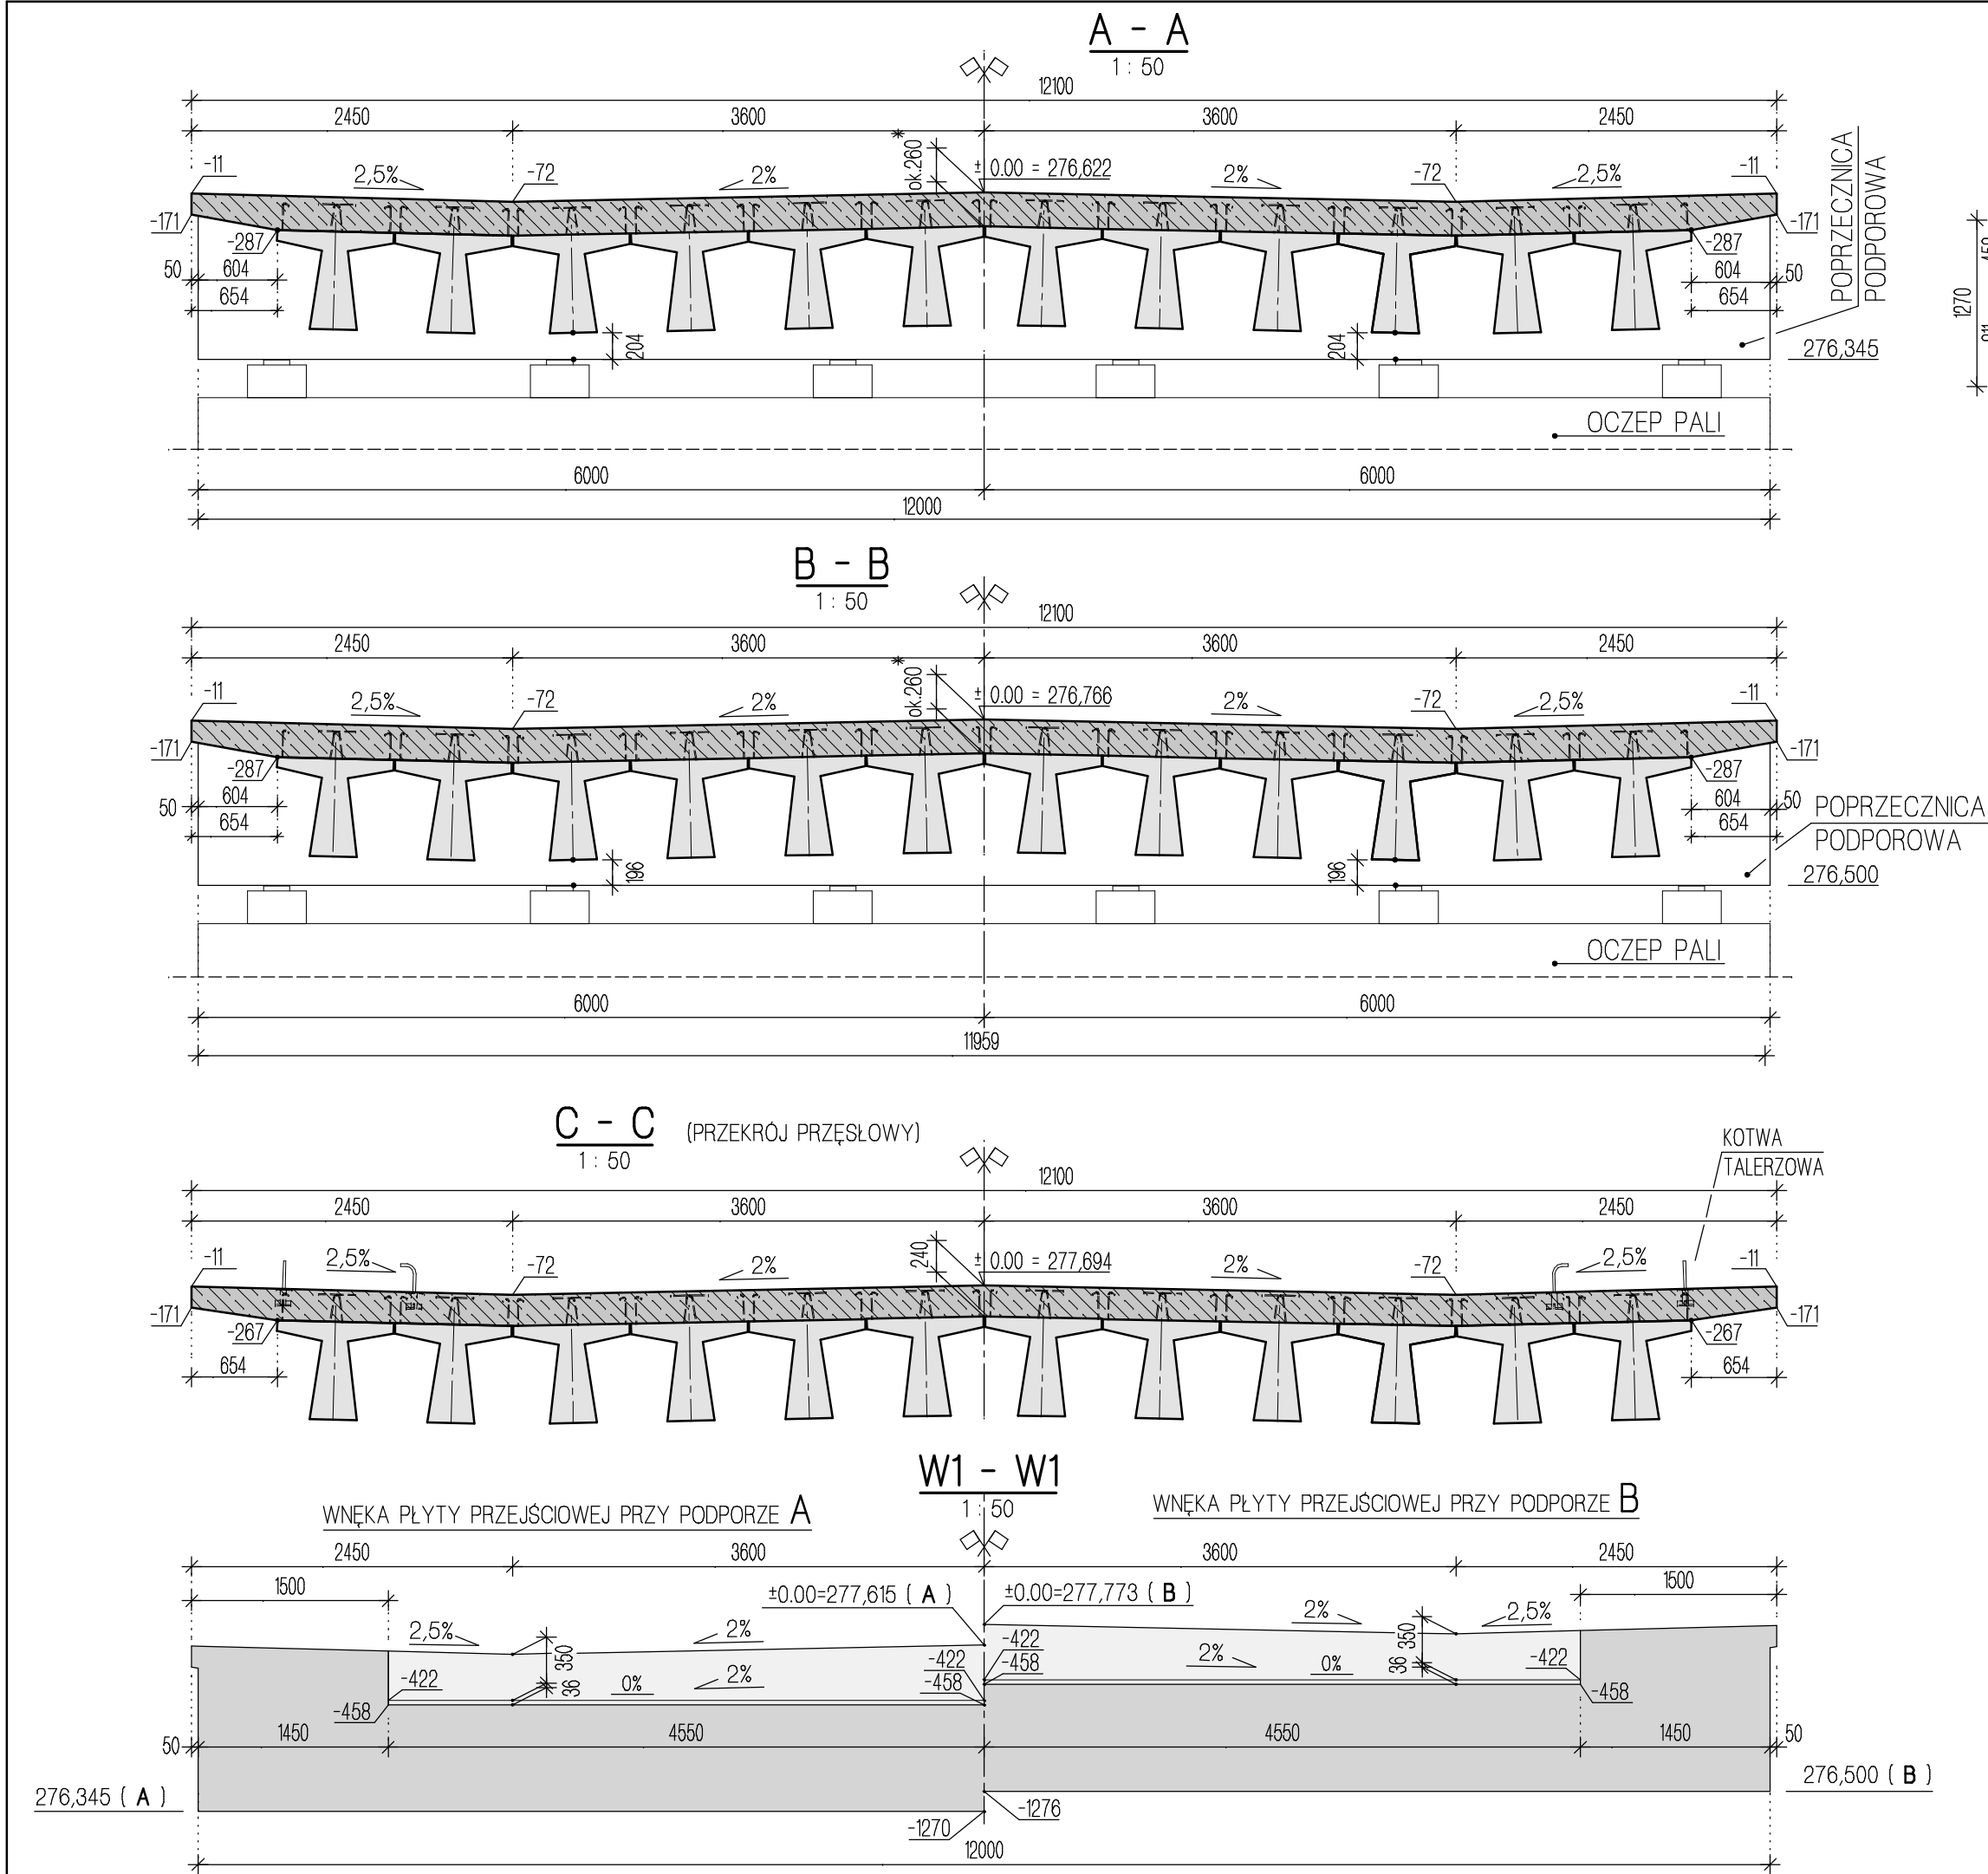 A - A
1 : 50
12100
2450 3600 3600 2450
-11 2,5% -72 2% * ok.260 ± 0.00 = 276,622 2% -72 2,5% -11
POPRZECZNICA
PODPOROWA
-171 -287 -287 -171
50 604 604 50
654 654
204 204
276,345
1270
OCZEP PALI
6000 6000
12000
B - B
1 : 50
12100
2450 3600 3600 2450
-11 2,5% -72 2% * ok.260 ± 0.00 = 276,766 2% -72 2,5% -11
-171 -287 -287 -171
50 604 604 50
654 654
POPRZECZNICA
PODPOROWA
196 196
276,500
OCZEP PALI
6000 6000
11959
C - C (PRZEKRÓJ PRZĘSŁOWY)
1 : 50
KOTWA
TALERZOWA
12100
2450 3600 3600 2450
-11 2,5% -72 2% 240 ± 0.00 = 277,694 2% -72 2,5% -11
-171 -267 -267 -171
654 654
W1 - W1
1 : 50
WNĘKA PŁYTY PRZEJŚCIOWEJ PRZY PODPORZE A
WNĘKA PŁYTY PRZEJŚCIOWEJ PRZY PODPORZE B
2450 3600 3600 2450
1500 ±0.00=277,615 ( A ) ±0.00=277,773 ( B ) 1500
2,5% 2% 2% 2,5%
350 -422 350
-422 36 0% 2% -422 -458 2% 0% 36 -422
-458 -458 -458
50 1450 4550 4550 1450 50
276,345 ( A ) 276,500 ( B )
-1270 -1276
12000